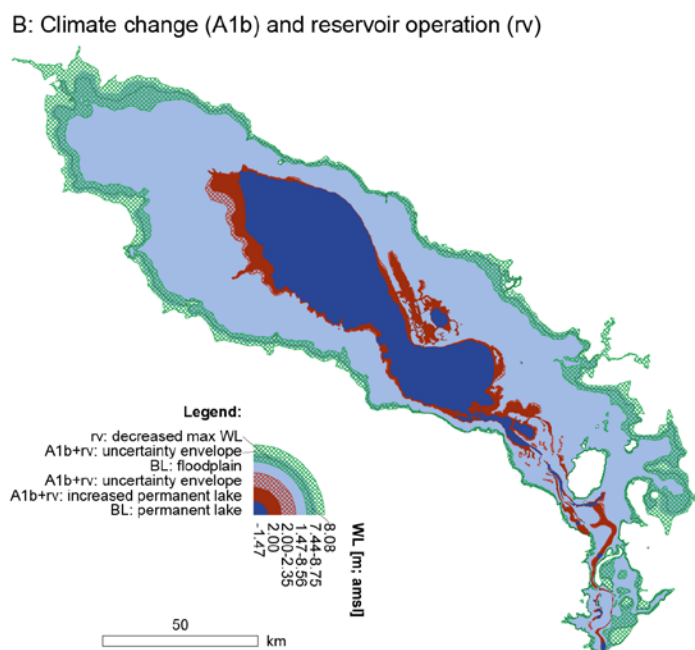 B: Climate change (A1b) and reservoir operation (rv)
Legend:
rv: decreased max WL
A1b+rv: uncertainty envelope
BL: floodplain
A1b+rv: uncertainty envelope
A1b+rv: increased permanent lake
BL: permanent lake
-1.47
2.00
2.00-2.35
1.47-8.56
7.44-8.75
8.08
WL [m; amsl]
50
km